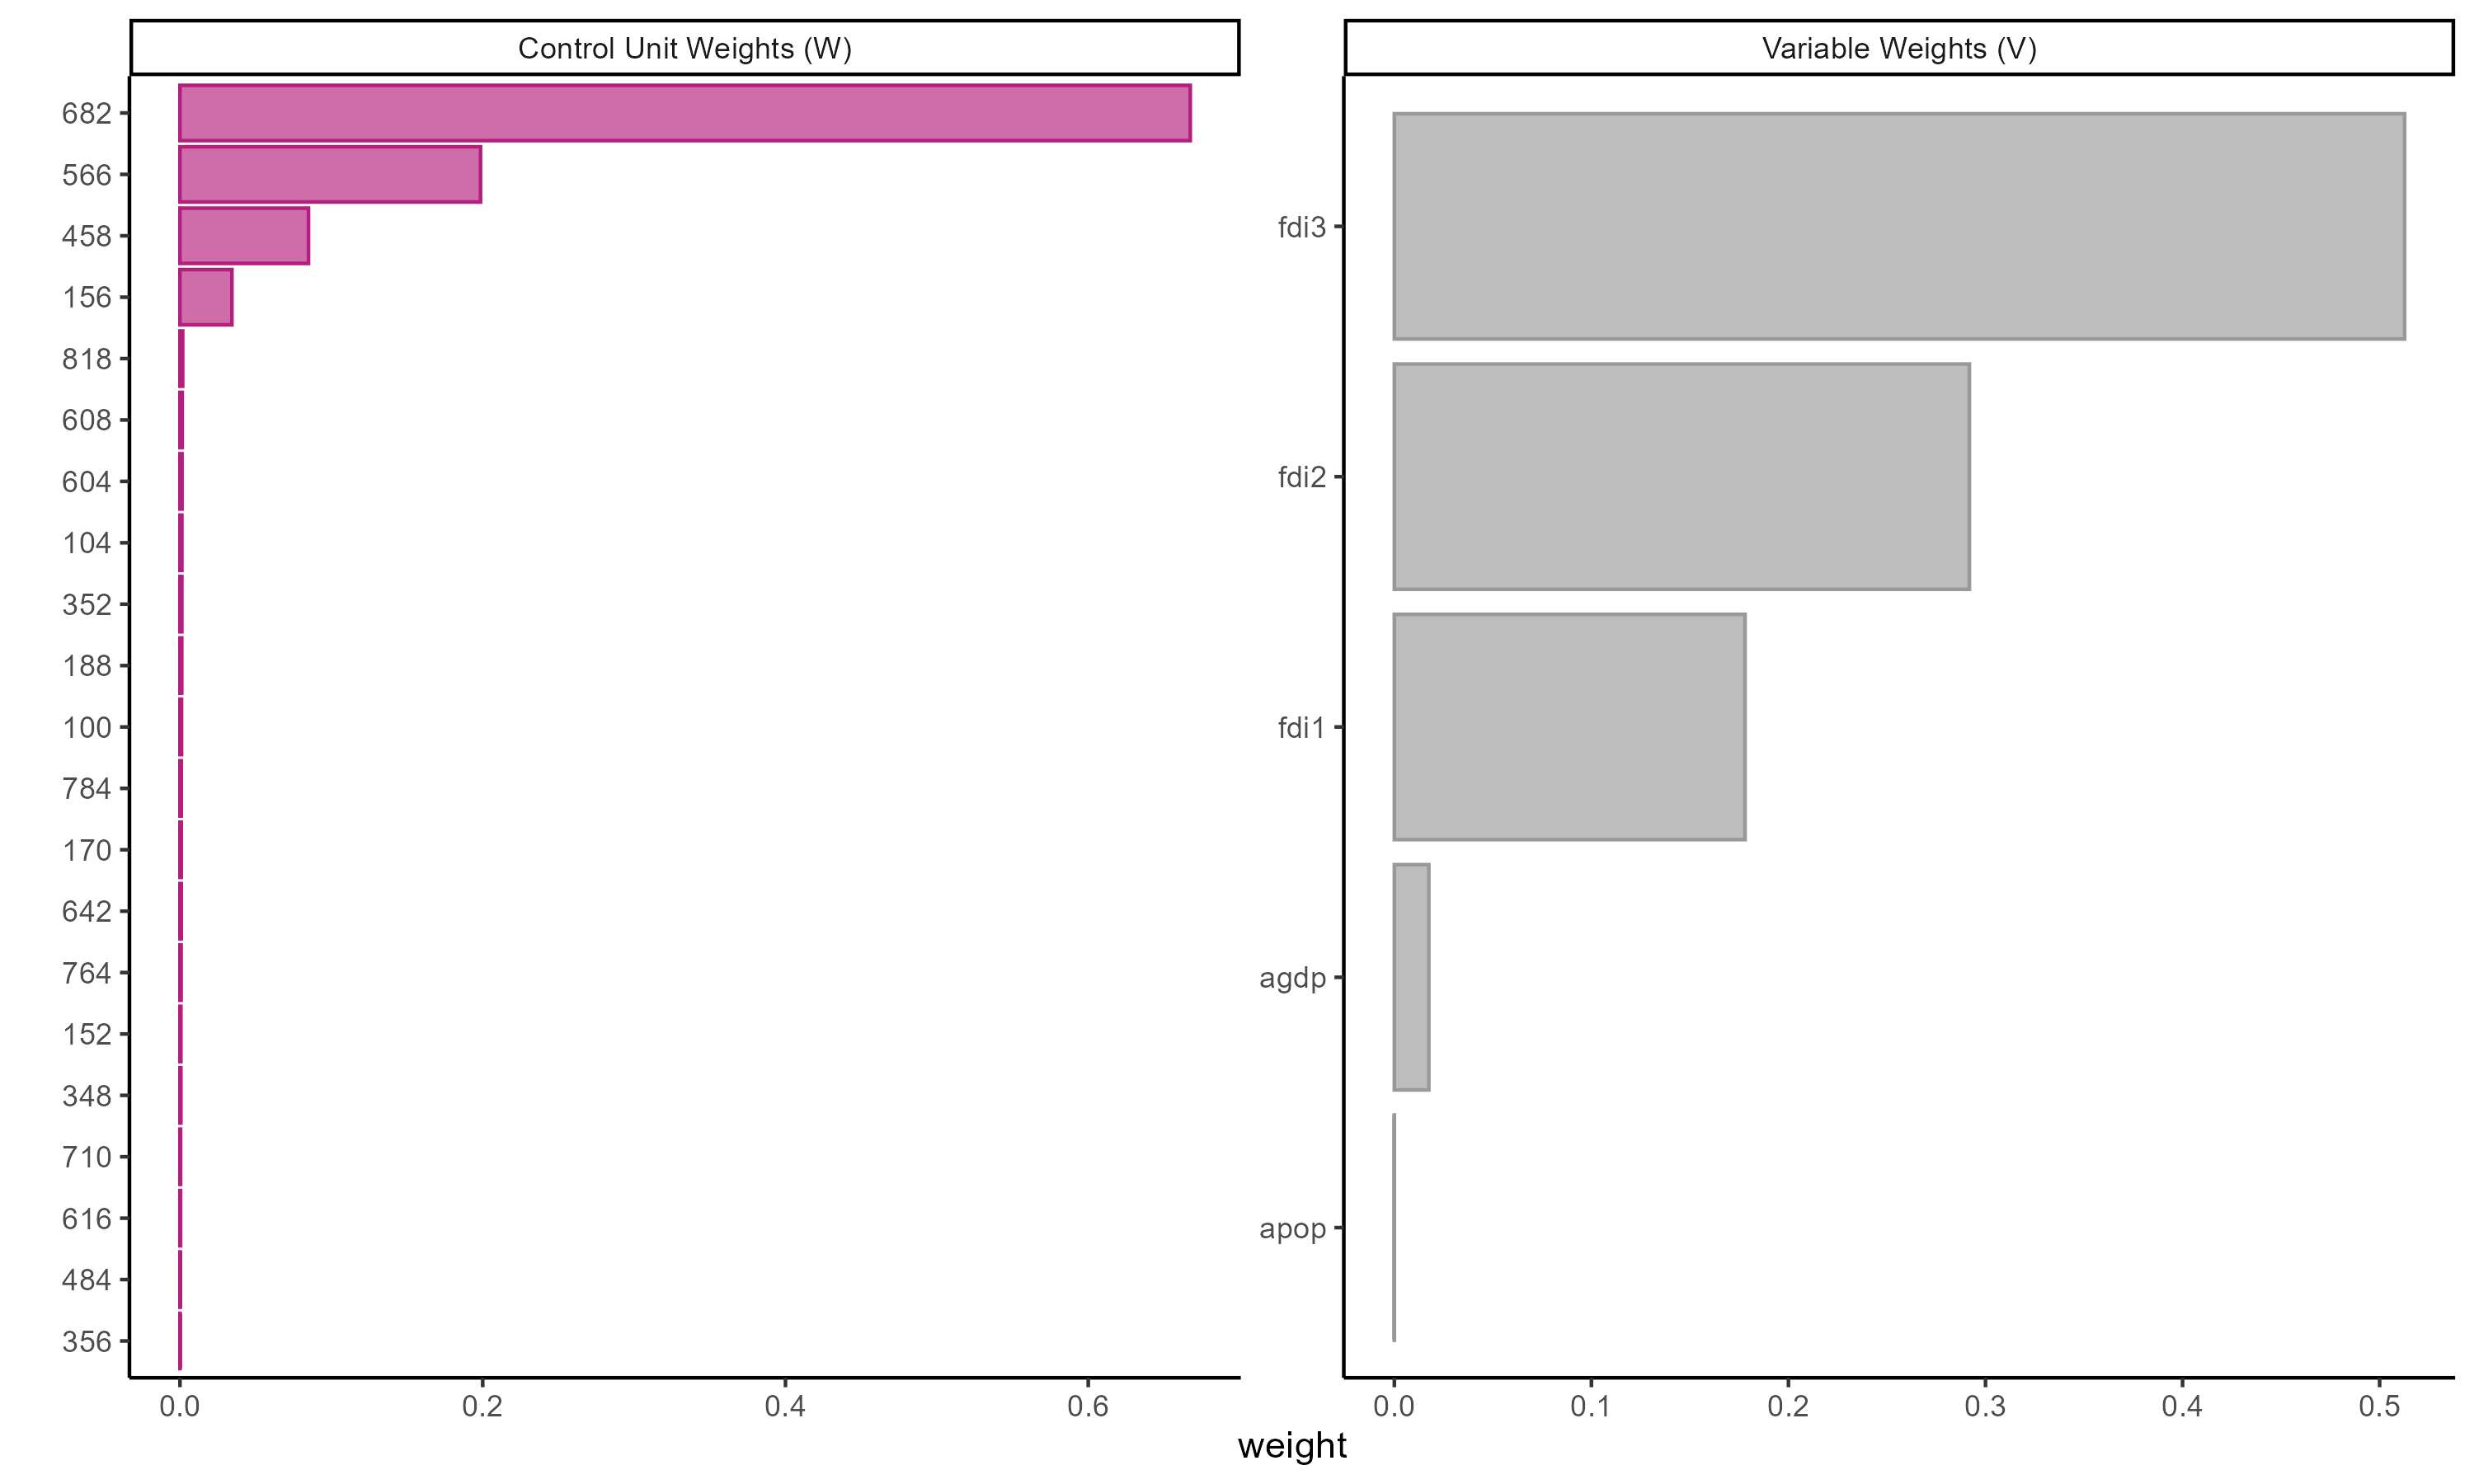 Control Unit Weights (W)
682
566
458
156
818
608
604
104
352
188
100
784
170
642
764
152
348
710
616
484
356
0.0 0.2 0.4 0.6
Variable Weights (V)
fdi3
fdi2
fdi1
agdp
apop
0.0 0.1 0.2 0.3 0.4 0.5
weight